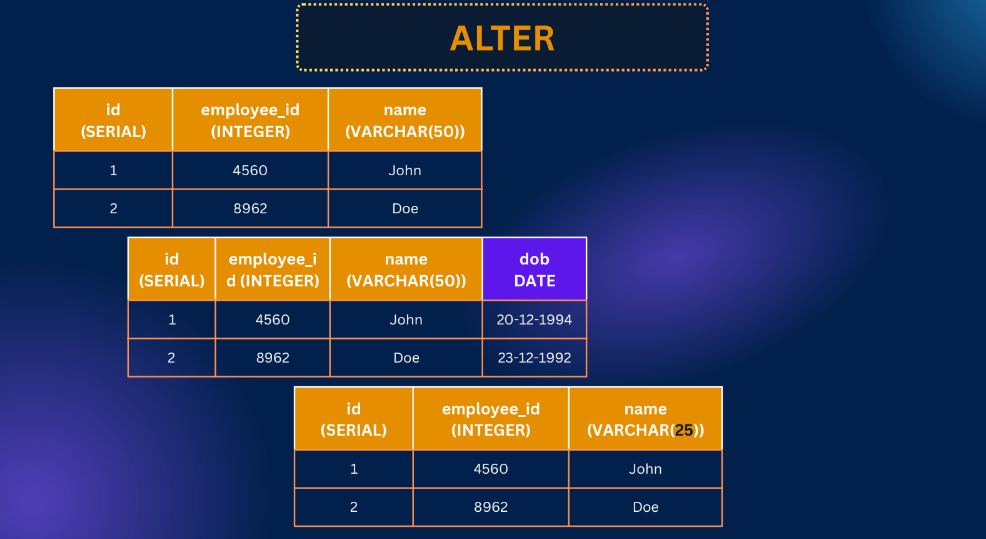 ALTER
id employee_id name
(SERIAL) (INTEGER) (VARCHAR(50))
1 4560 John
2 8962 Doe
id employee_i name dob
(SERIAL) d (INTEGER) (VARCHAR(50)) DATE
1 4560 John 20-12-1994
2 8962 Doe 23-12-1992
id employee_id name
(SERIAL) (INTEGER) (VARCHAR(25))
1 4560 John
2 8962 Doe